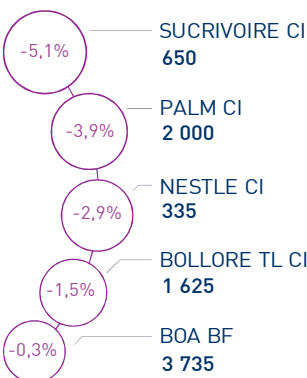 -5,1%
SUCRIVOIRE CI
650
-3,9%
PALM CI
2 000
-2,9%
NESTLE CI
335
-1,5%
BOLLORE TL CI
1 625
-0,3%
BOA BF
3 735